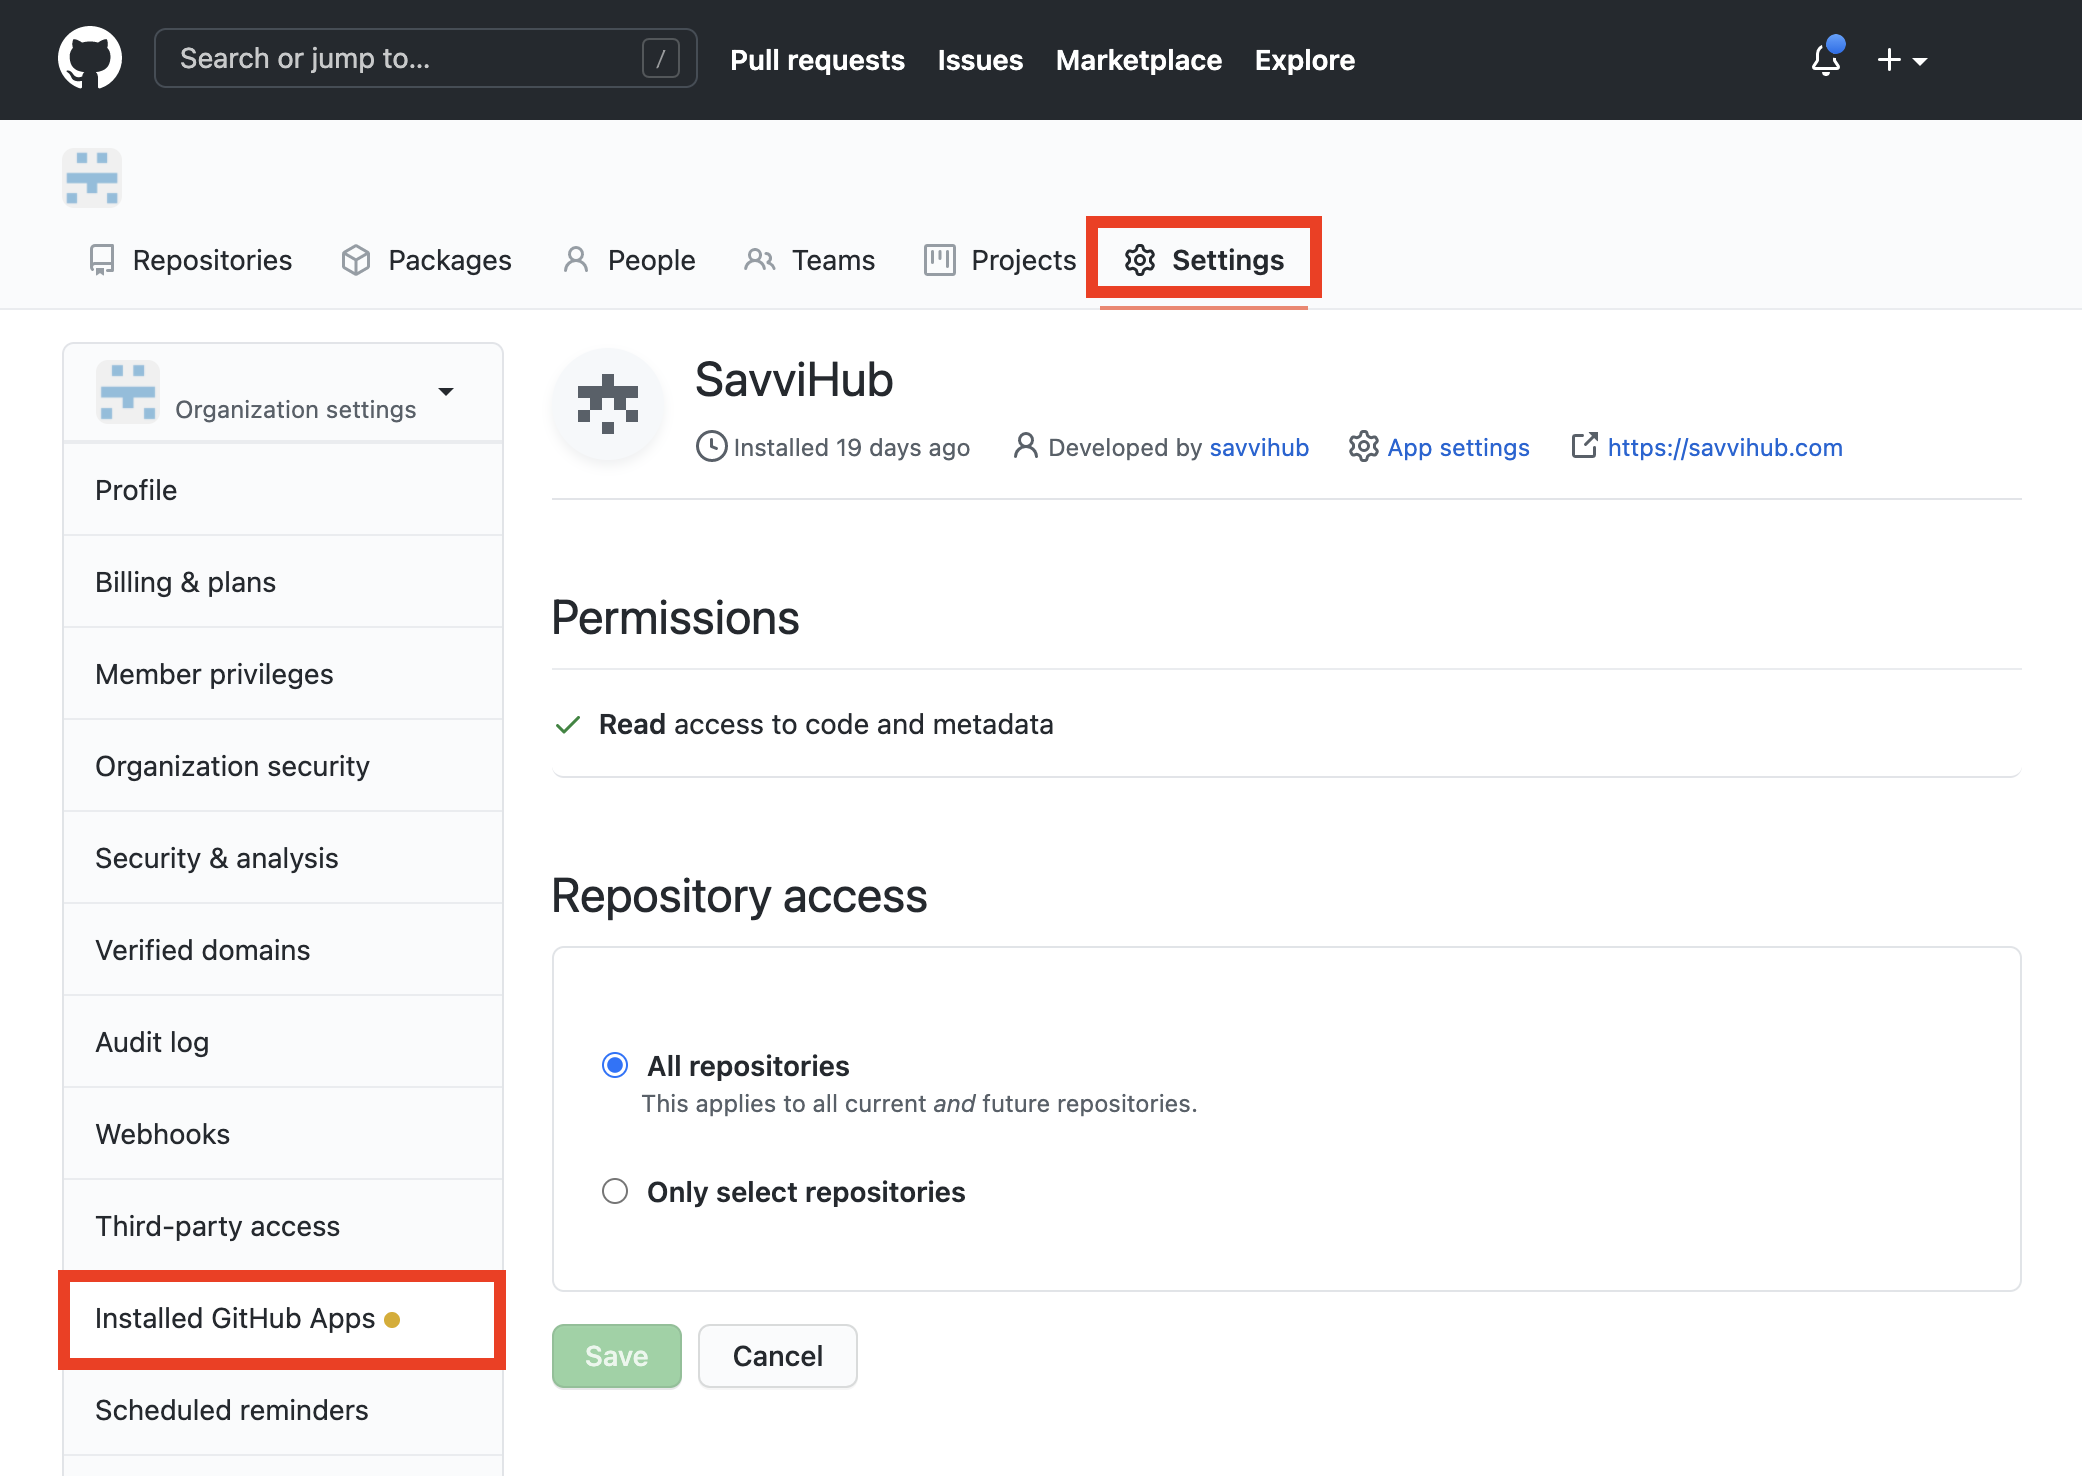 Search or jump to...
/
Pull requests
Issues
Marketplace
Explore
Repositories
Packages
People
Teams
Projects
Settings
Organization settings
Profile
Billing & plans
Member privileges
Organization security
Security & analysis
Verified domains
Audit log
Webhooks
Third-party access
Installed GitHub Apps
Scheduled reminders
SavviHub
Installed 19 days ago
Developed by savvihub
App settings
https://savvihub.com
Permissions
Read access to code and metadata
Repository access
All repositories
This applies to all current and future repositories.
Only select repositories
Save
Cancel